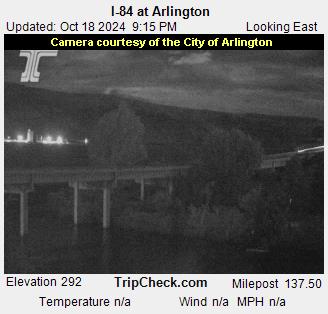 I-84 at Arlington
Updated: Oct 18 2024 9:15 PM Looking East
Camera courtesy of the City of Arlington
Elevation 292 TripCheck.com Milepost 137.50
Temperature n/a Wind n/a MPH n/a